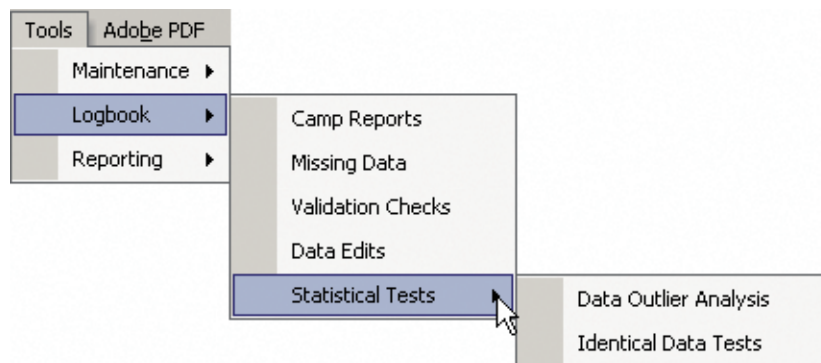 Tools Adobe PDF
Maintenance
Logbook
Reporting
Camp Reports
Missing Data
Validation Checks
Data Edits
Statistical Tests
Data Outlier Analysis
Identical Data Tests